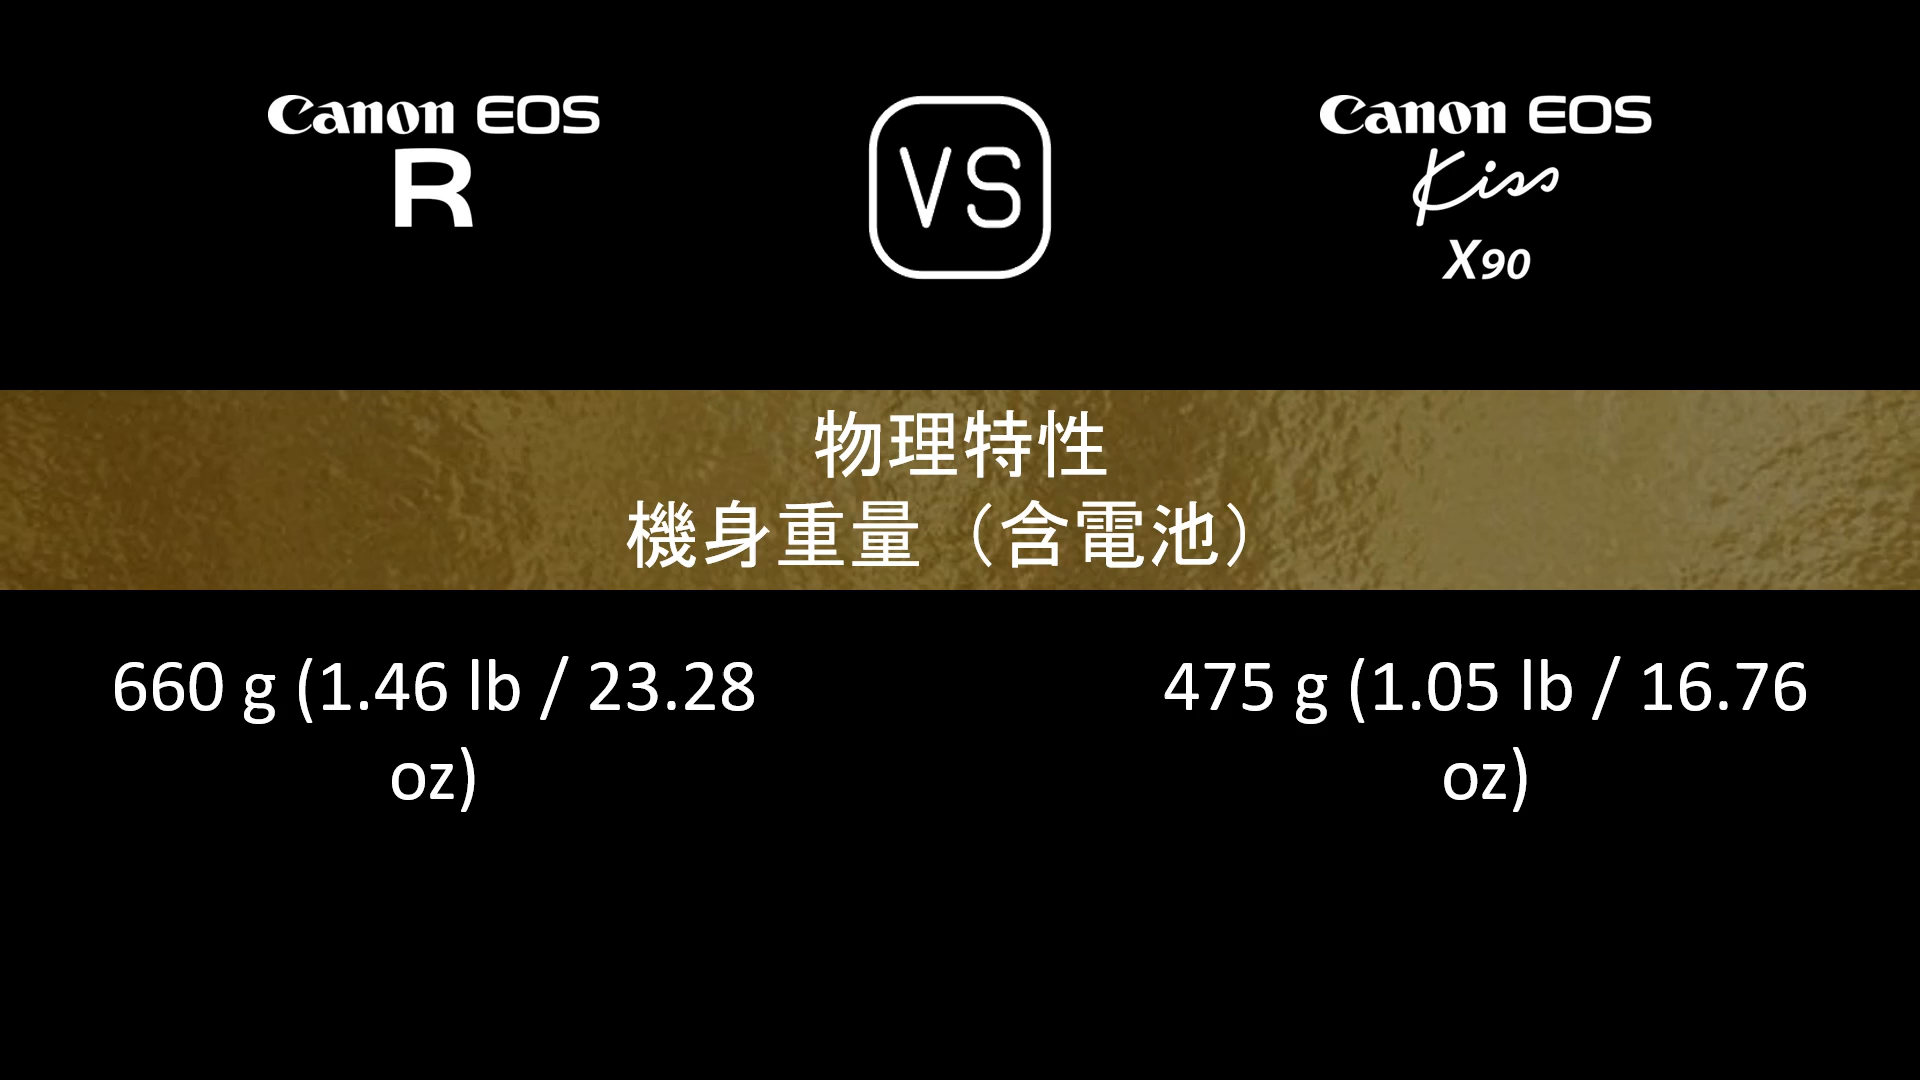 Canon EOS
R
VS
Canon EOS
Kiss
X90
物理特性
機身重量（含電池）
660 g (1.46 lb / 23.28
oz)
475 g (1.05 lb / 16.76
oz)